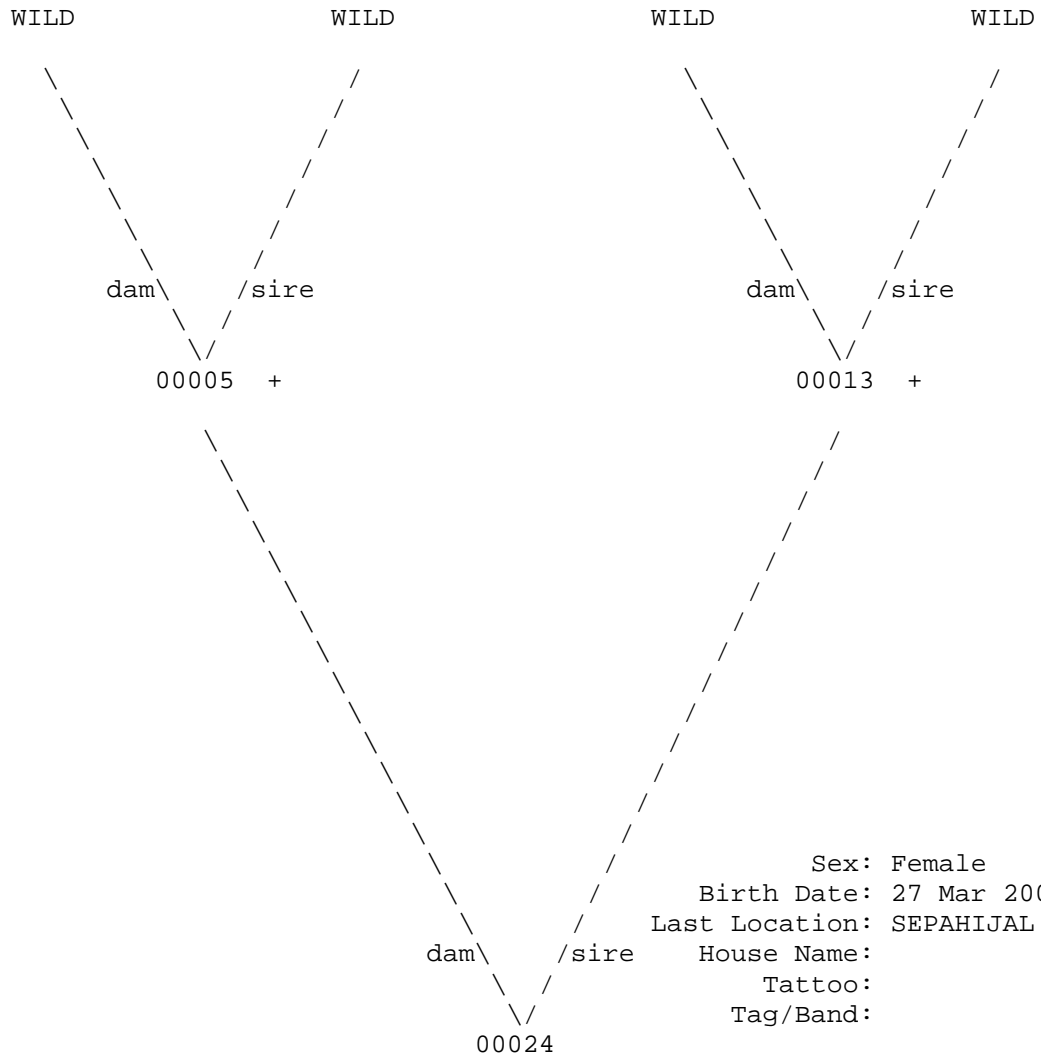 WILD WILD WILD WILD
dam sire dam sire
00005 + 00013 +
Sex: Female
Birth Date: 27 Mar 200
Last Location: SEPAHIJAL
dam sire House Name:
Tattoo:
Tag/Band:
00024